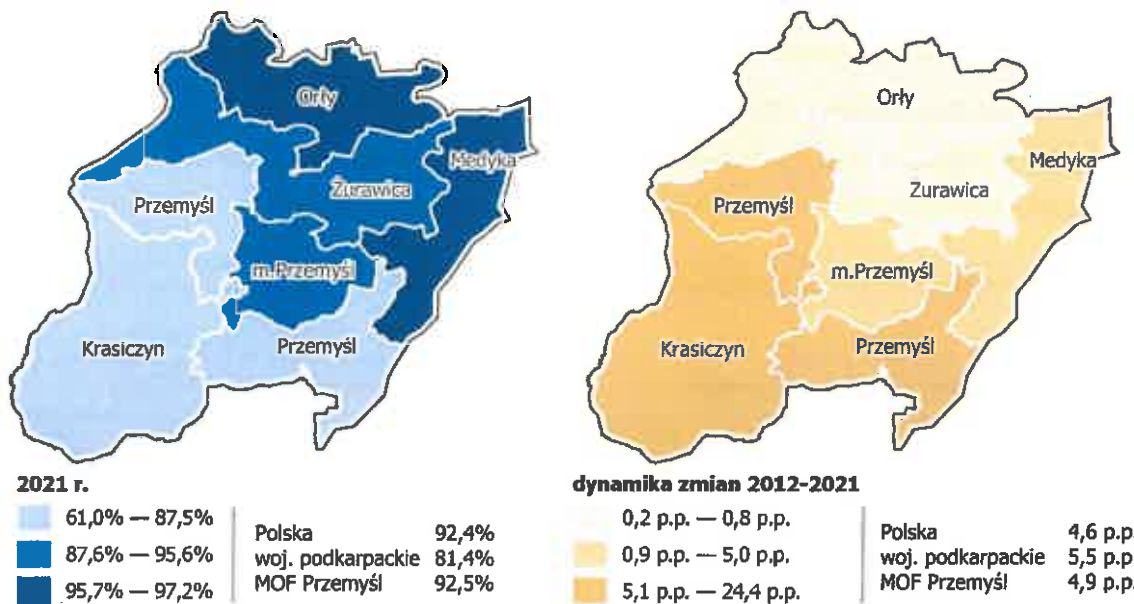 Orły
Medyka
Żurawica
Przemyśl
m.Przemyśl
Krasiczyn
Przemyśl
2021 r.
61,0% — 87,5%
87,6% — 95,6%
95,7% — 97,2%
Polska 92,4%
woj. podkarpackie 81,4%
MOF Przemyśl 92,5%
Orły
Medyka
Zurawica
Przemyśl
m.Przemyśl
Krasiczyn
Przemyśl
dynamika zmian 2012-2021
0,2 p.p. — 0,8 p.p.
0,9 p.p. — 5,0 p.p.
5,1 p.p. — 24,4 p.p.
Polska 4,6 p.p.
woj. podkarpackie 5,5 p.p
MOF Przemyśl 4,9 p.p.